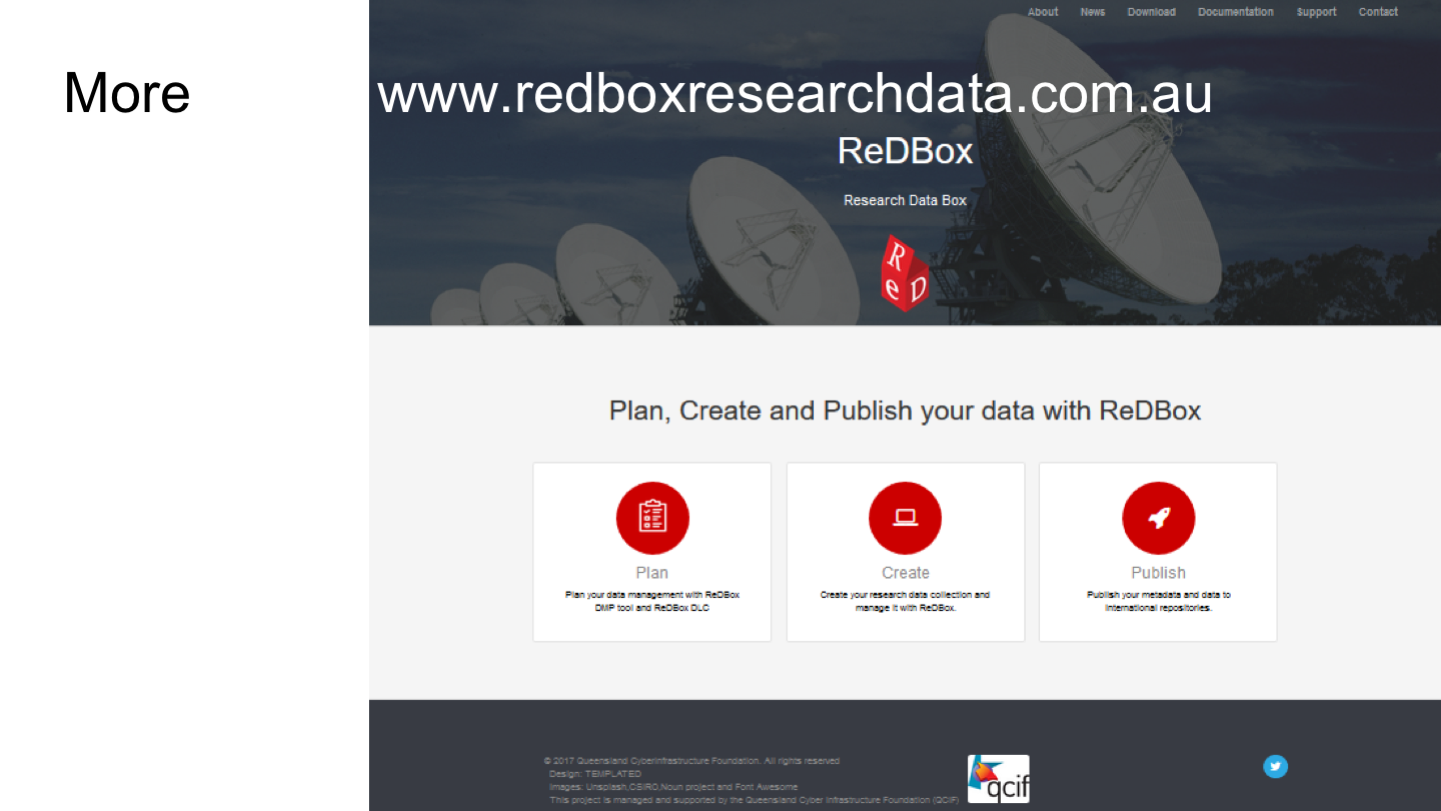 About News Download Documentation Support Contact
More www.redboxresearchdata.com.au
ReDBox
Research Data Box
R
e D
Plan, Create and Publish your data with ReDBox
Plan
Plan your data management with ReDBox
DMP tool and ReDBox DLC
Create
Create your research data collection and
manage it with ReDBox.
Publish
Publish your metadata and data to
international repositories.
© 2017 Queensland Cyberinfrastructure Foundation. All rights reserved
Design: TEMPLATED
Images: Unsplash,CSIRO,Noun project and Font Awesome
This project is managed and supported by the Queensland Cyber Infrastructure Foundation (QCIF)
qcif